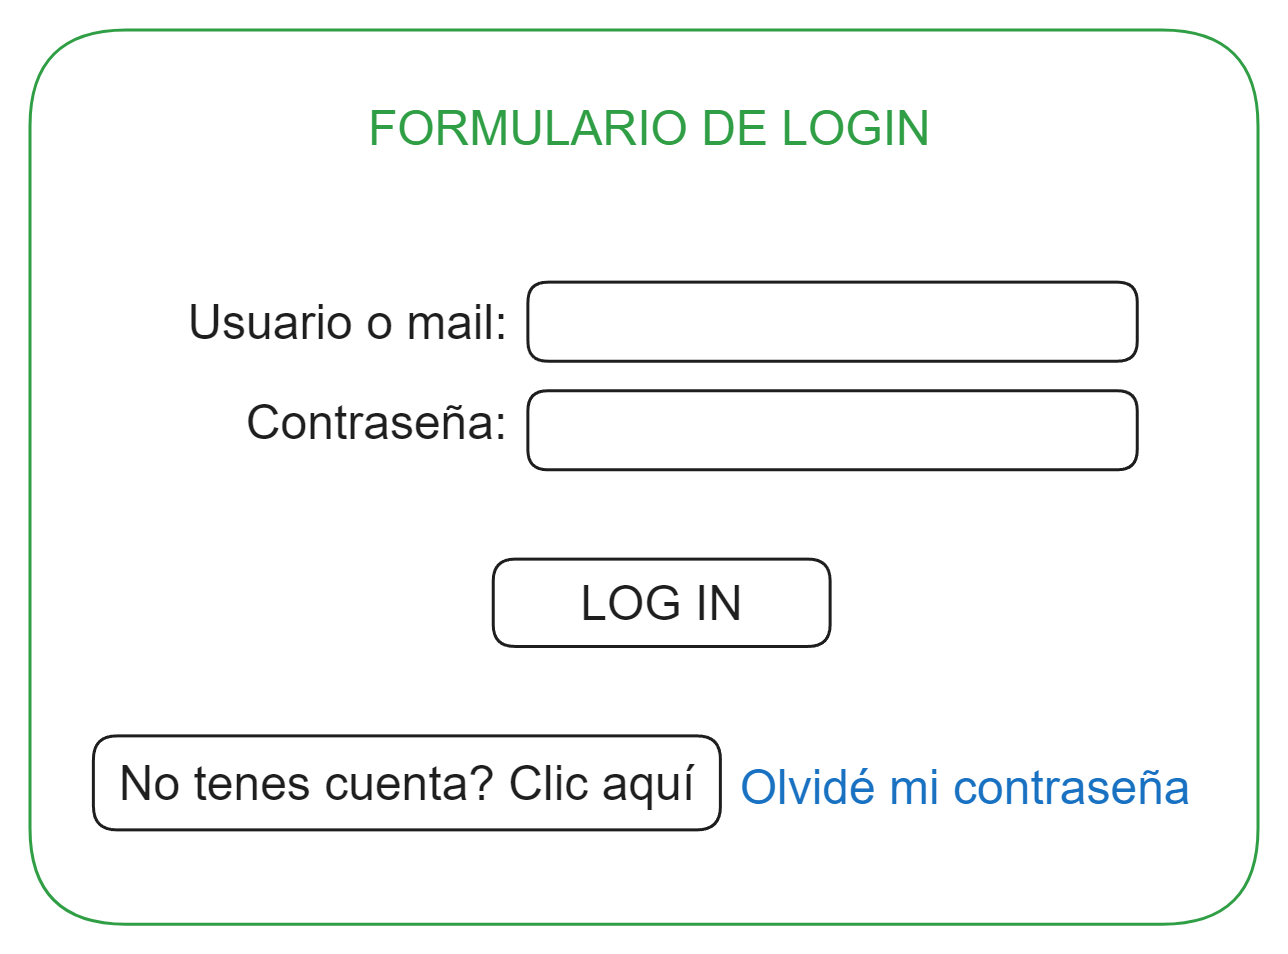 FORMULARIO DE LOGIN
Usuario o mail:
Contraseña:
LOG IN
No tenes cuenta? Clic aquí
Olvidé mi contraseña